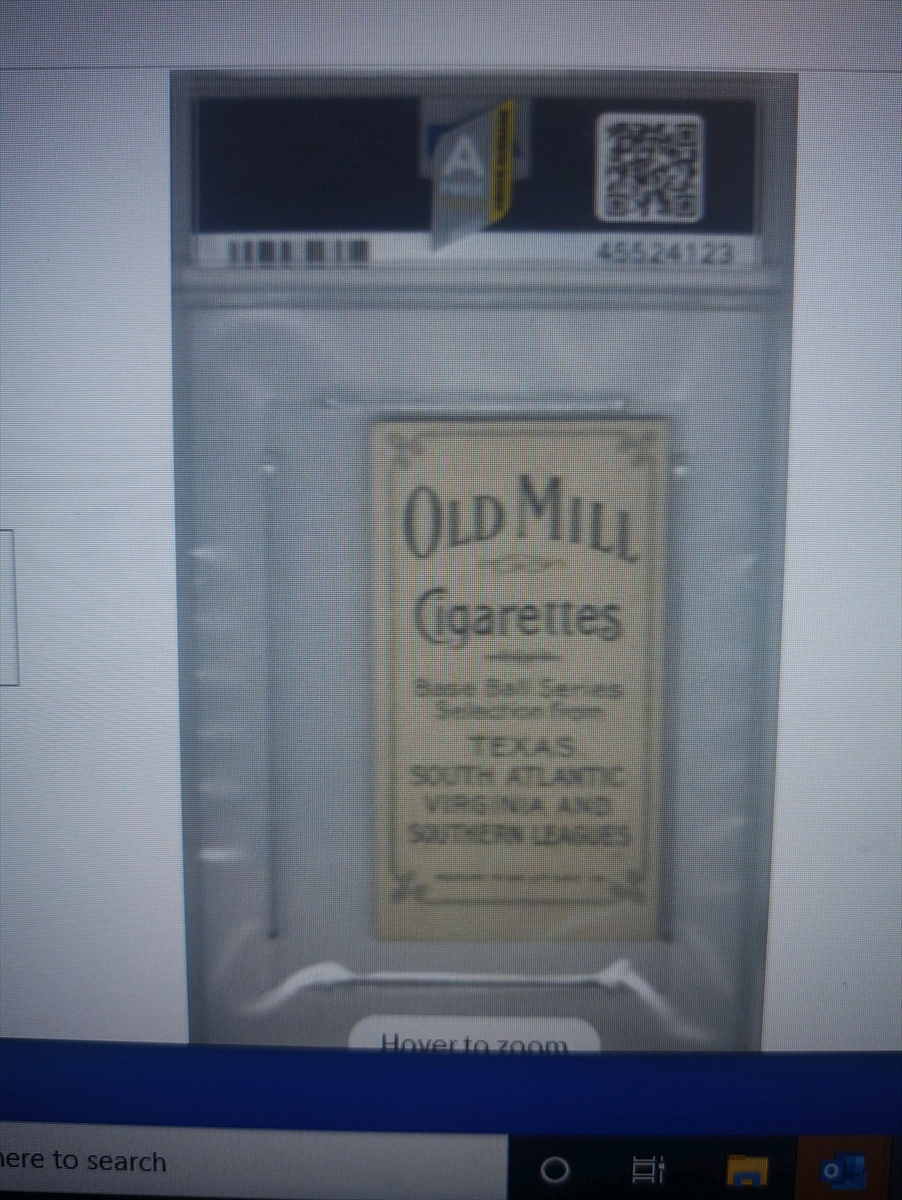 A
45524123
OLD MILL
Cigarettes
Base Ball Series
Selection from
TEXAS,
SOUTH ATLANTIC
VIRGINIA AND
SOUTHERN LEAGUES
Hover to zoom
here to search